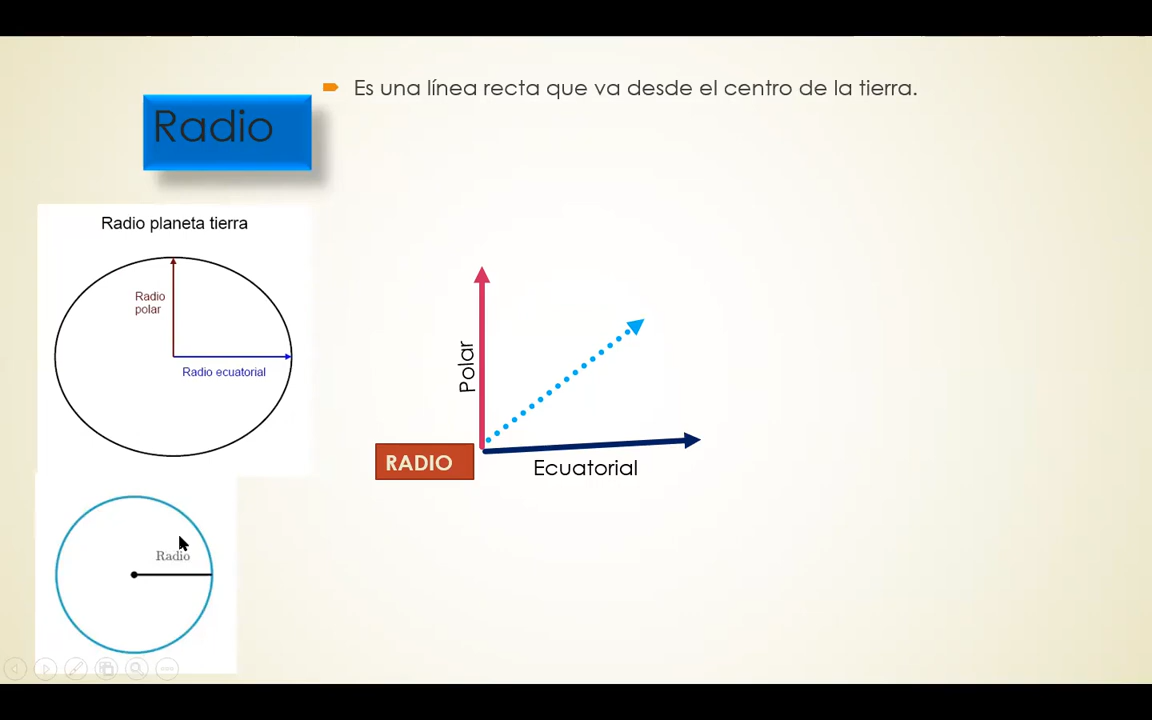 Es una línea recta que va desde el centro de la tierra.
Radio
Radio planeta tierra
Radio
polar
Radio ecuatorial
Polar
RADIO
Ecuatorial
Radio